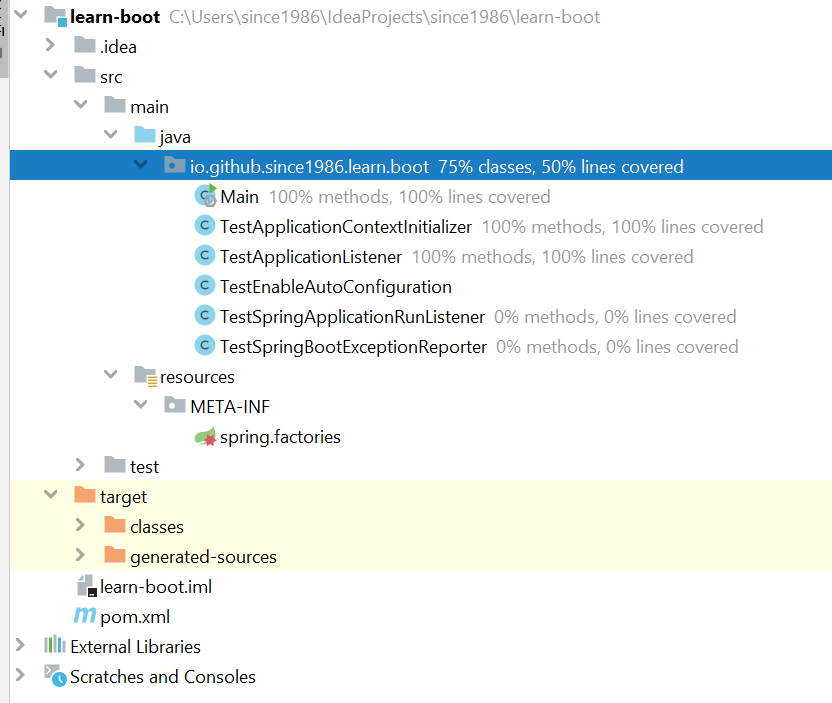 learn-boot C:\Users\since1986\IdeaProjects\since1986\learn-boot
.idea
src
main
java
io.github.since1986.learn.boot 75% classes, 50% lines covered
Main 100% methods, 100% lines covered
TestApplicationContextInitializer 100% methods, 100% lines covered
TestApplicationListener 100% methods, 100% lines covered
TestEnableAutoConfiguration
TestSpringApplicationRunListener 0% methods, 0% lines covered
TestSpringBootExceptionReporter 0% methods, 0% lines covered
resources
META-INF
spring.factories
test
target
classes
generated-sources
learn-boot.iml
pom.xml
External Libraries
Scratches and Consoles